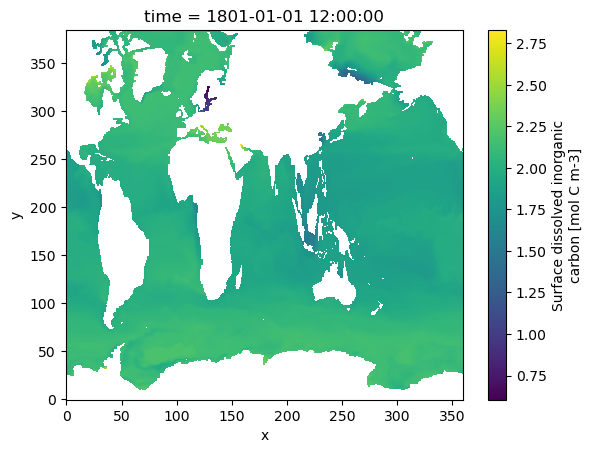 time = 1801-01-01 12:00:00
350
300
250
200
150
100
50
0
y
0 50 100 150 200 250 300 350
x
2.75
2.50
2.25
2.00
1.75
1.50
1.25
1.00
0.75
Surface dissolved inorganic
carbon [mol C m-3]